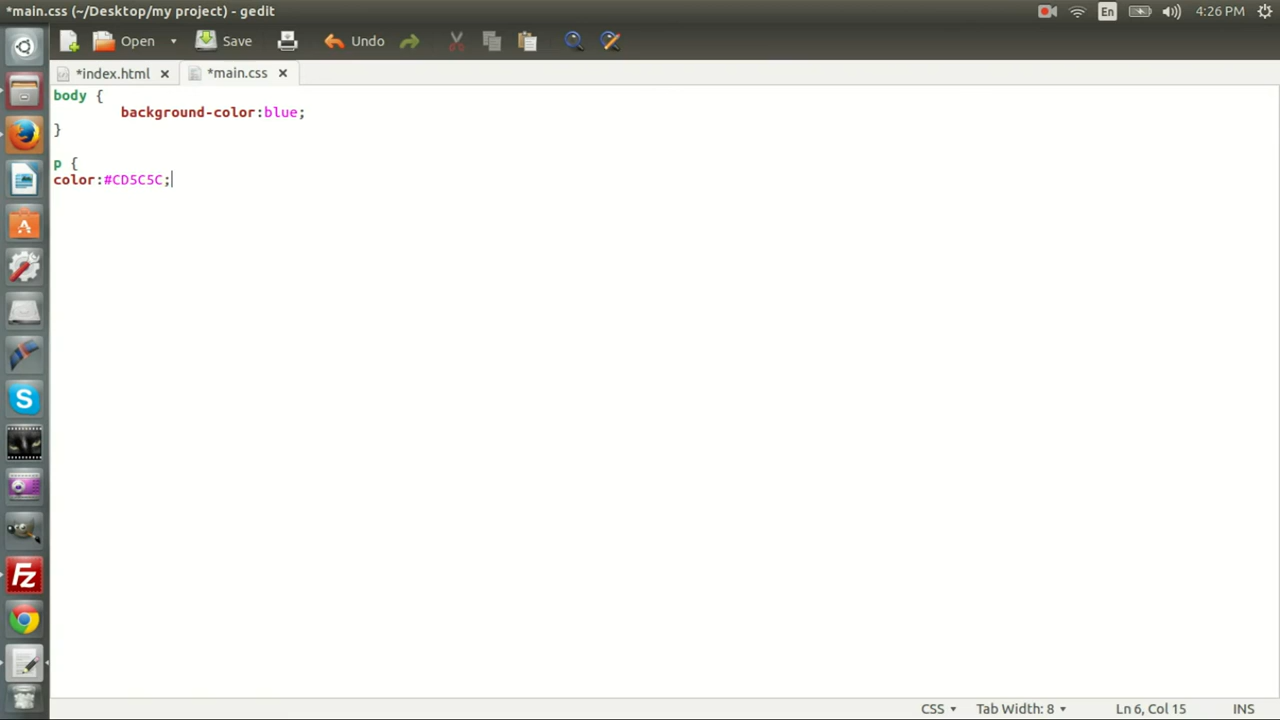 *main.css (~/Desktop/my project) - gedit
En
4:26 PM
Open
Save
Undo
*index.html
*main.css
body {
background-color:blue;
}
p {
color:#CD5C5C;
CSS
Tab Width: 8
Ln 6, Col 15
INS